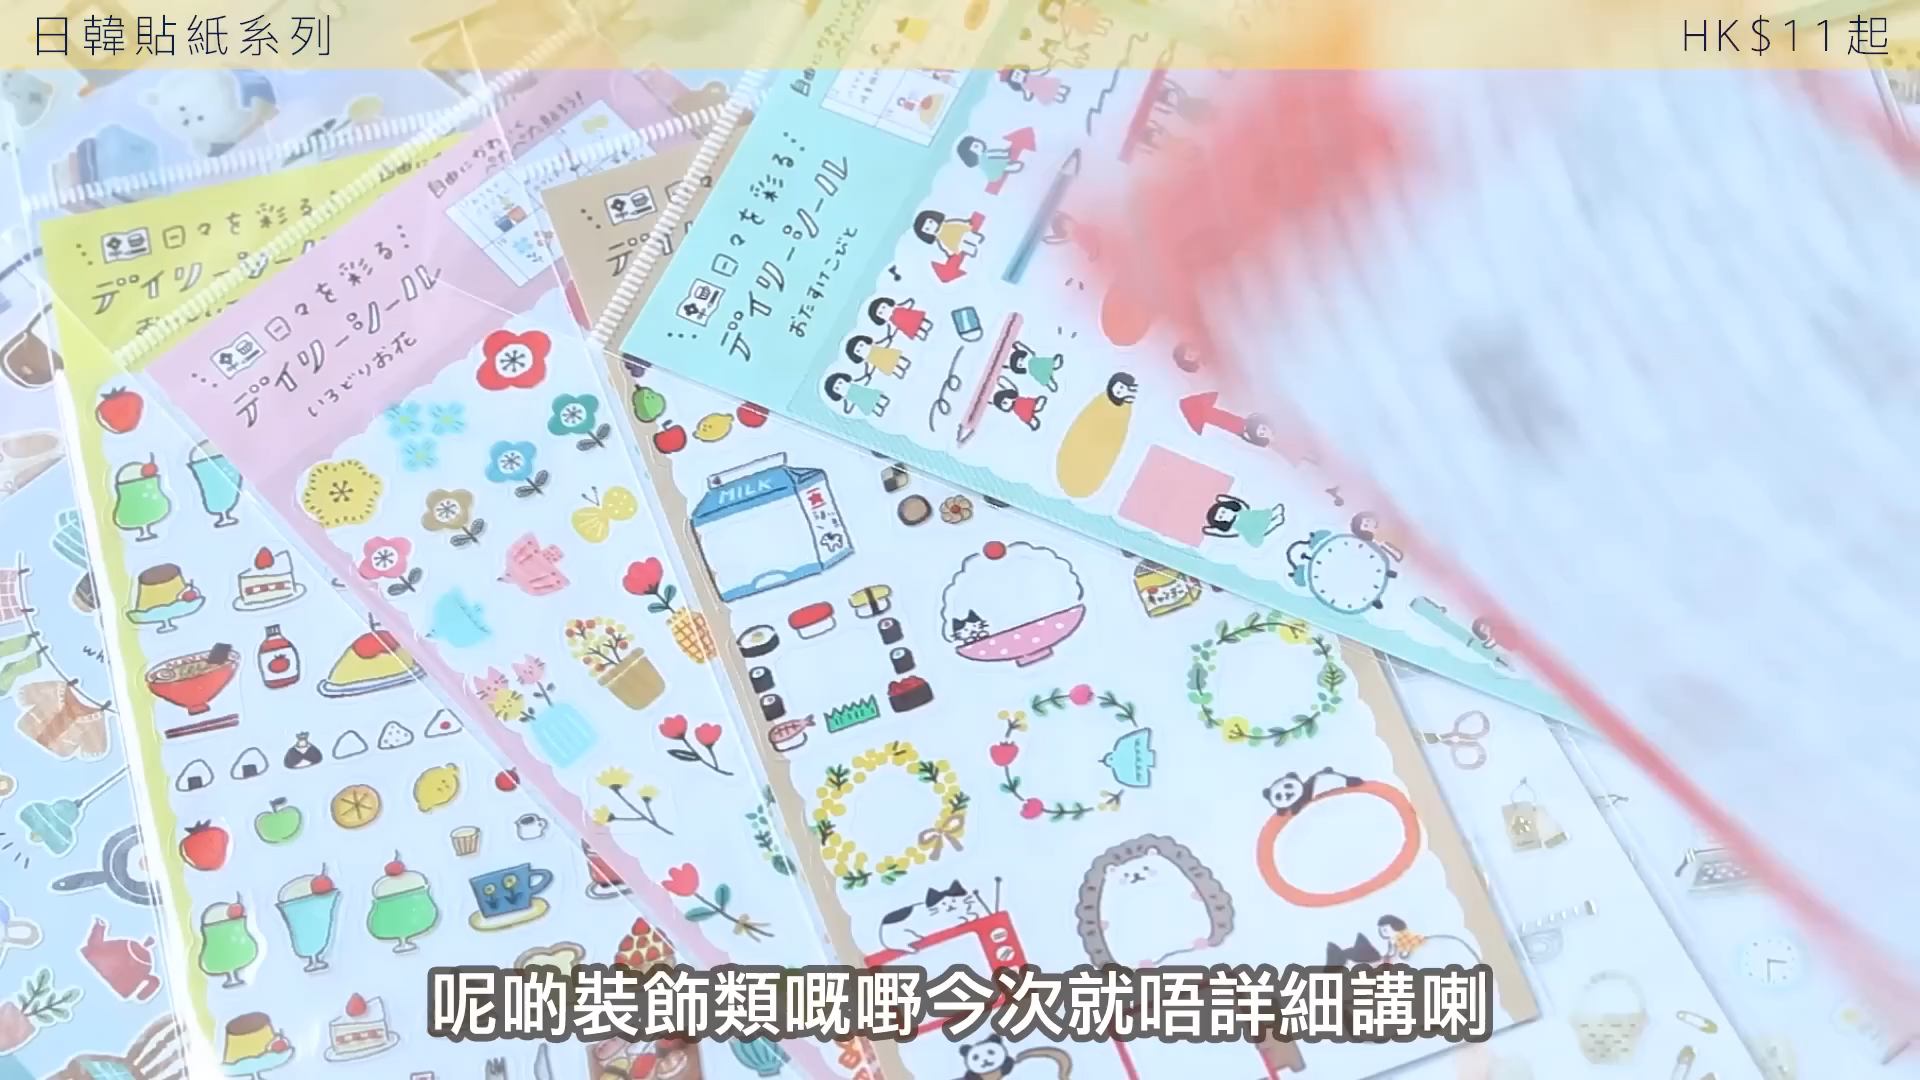 日韓貼紙系列
HK$11起
日々を彩る
デイリーシール
日々を彩る
デイリーシール
いろどりお花
日々を彩る
デイリーシール
おたすけこびと
MILK
呢啲裝飾類嘅嘢今次就唔詳細講喇